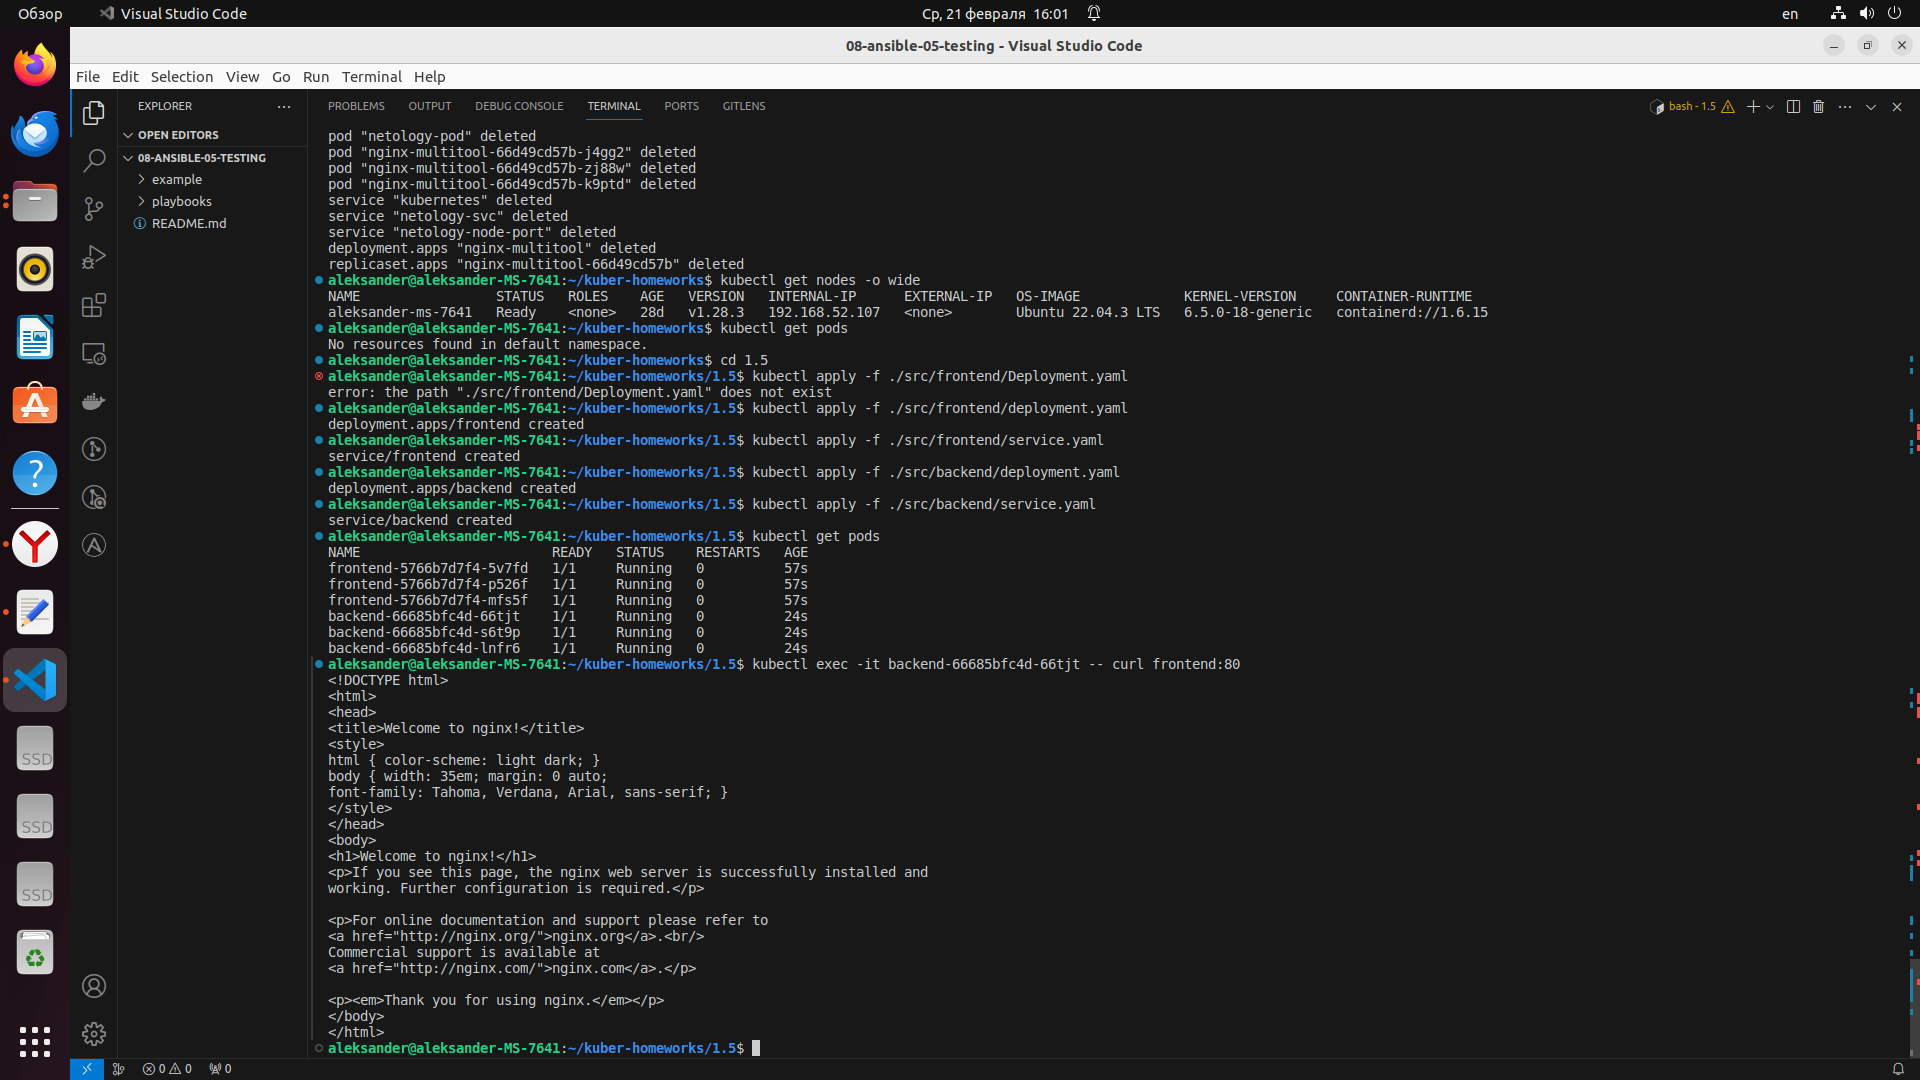 Обзор
Visual Studio Code
Ср, 21 февраля 16:01
en
08-ansible-05-testing - Visual Studio Code
File Edit Selection View Go Run Terminal Help
EXPLORER
OPEN EDITORS
08-ANSIBLE-05-TESTING
example
playbooks
README.md
PROBLEMS OUTPUT DEBUG CONSOLE TERMINAL PORTS GITLENS
bash - 1.5
pod "netology-pod" deleted
pod "nginx-multitool-66d49cd57b-j4gg2" deleted
pod "nginx-multitool-66d49cd57b-zj88w" deleted
pod "nginx-multitool-66d49cd57b-k9ptd" deleted
service "kubernetes" deleted
service "netology-svc" deleted
service "netology-node-port" deleted
deployment.apps "nginx-multitool" deleted
replicaset.apps "nginx-multitool-66d49cd57b" deleted
aleksander@aleksander-MS-7641:~/kuber-homeworks$ kubectl get nodes -o wide
NAME STATUS ROLES AGE VERSION INTERNAL-IP EXTERNAL-IP OS-IMAGE KERNEL-VERSION CONTAINER-RUNTIME
aleksander-ms-7641 Ready <none> 28d v1.28.3 192.168.52.107 <none> Ubuntu 22.04.3 LTS 6.5.0-18-generic containerd://1.6.15
aleksander@aleksander-MS-7641:~/kuber-homeworks$ kubectl get pods
No resources found in default namespace.
aleksander@aleksander-MS-7641:~/kuber-homeworks$ cd 1.5
aleksander@aleksander-MS-7641:~/kuber-homeworks/1.5$ kubectl apply -f ./src/frontend/Deployment.yaml
error: the path "./src/frontend/Deployment.yaml" does not exist
aleksander@aleksander-MS-7641:~/kuber-homeworks/1.5$ kubectl apply -f ./src/frontend/deployment.yaml
deployment.apps/frontend created
aleksander@aleksander-MS-7641:~/kuber-homeworks/1.5$ kubectl apply -f ./src/frontend/service.yaml
service/frontend created
aleksander@aleksander-MS-7641:~/kuber-homeworks/1.5$ kubectl apply -f ./src/backend/deployment.yaml
deployment.apps/backend created
aleksander@aleksander-MS-7641:~/kuber-homeworks/1.5$ kubectl apply -f ./src/backend/service.yaml
service/backend created
aleksander@aleksander-MS-7641:~/kuber-homeworks/1.5$ kubectl get pods
NAME READY STATUS RESTARTS AGE
frontend-5766b7d7f4-5v7fd 1/1 Running 0 57s
frontend-5766b7d7f4-p526f 1/1 Running 0 57s
frontend-5766b7d7f4-mfs5f 1/1 Running 0 57s
backend-66685bfc4d-66tjt 1/1 Running 0 24s
backend-66685bfc4d-s6t9p 1/1 Running 0 24s
backend-66685bfc4d-lnfr6 1/1 Running 0 24s
aleksander@aleksander-MS-7641:~/kuber-homeworks/1.5$ kubectl exec -it backend-66685bfc4d-66tjt -- curl frontend:80
<!DOCTYPE html>
<html>
<head>
<title>Welcome to nginx!</title>
<style>
html { color-scheme: light dark; }
body { width: 35em; margin: 0 auto;
font-family: Tahoma, Verdana, Arial, sans-serif; }
</style>
</head>
<body>
<h1>Welcome to nginx!</h1>
<p>If you see this page, the nginx web server is successfully installed and
working. Further configuration is required.</p>
<p>For online documentation and support please refer to
<a href="http://nginx.org/">nginx.org</a>.<br/>
Commercial support is available at
<a href="http://nginx.com/">nginx.com</a>.</p>
<p><em>Thank you for using nginx.</em></p>
</body>
</html>
aleksander@aleksander-MS-7641:~/kuber-homeworks/1.5$
SSD
SSD
SSD
0 0 0